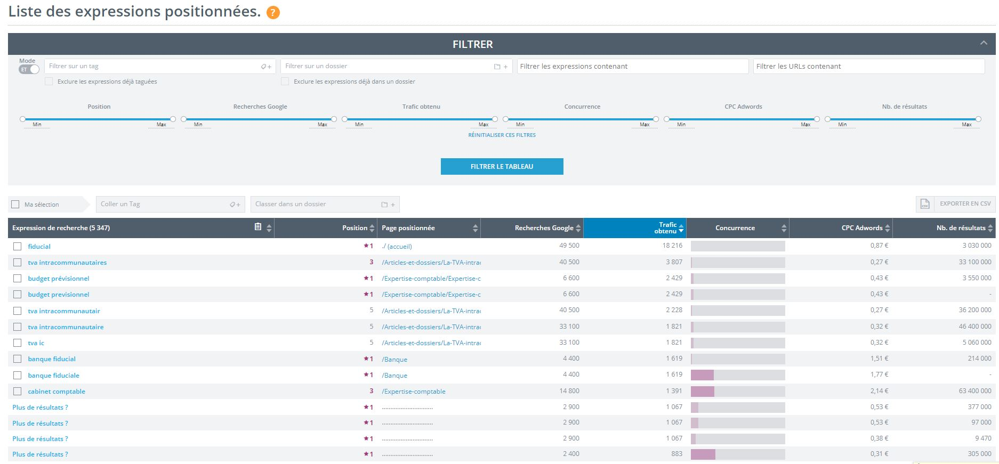 Liste des expressions positionnées. ?
FILTRER
Mode
ET
Filtrer sur un tag
Filtrer sur un dossier
Filtrer les expressions contenant
Filtrer les URLs contenant
Exclure les expressions déjà taguées
Exclure les expressions déjà dans un dossier
Position Recherches Google Trafic obtenu Concurrence CPC Adwords Nb. de résultats
Min Max Min Max Min Max Min Max Min Max Min Max
RÉINITIALISER CES FILTRES
FILTRER LE TABLEAU
Ma sélection
Coller un Tag
Classer dans un dossier
CSV EXPORTER EN CSV
Expression de recherche (5 347) Position Page positionnée Recherches Google Trafic obtenu Concurrence CPC Adwords Nb. de résultats
fiducial ★1 ./ (accueil) 49 500 18 216 0,87 € 3 030 000
tva intracommunautaires 3 /Articles-et-dossiers/La-TVA-intrac 40 500 3 807 0,27 € 33 100 000
budget prévisionnel ★1 /Expertise-comptable/Expertise-c 6 600 2 429 0,43 € 3 550 000
budget previsionnel ★1 /Expertise-comptable/Expertise-c 6 600 2 429 0,43 € -
tva intracommunautair 5 /Articles-et-dossiers/La-TVA-intrac 40 500 2 228 0,27 € 36 200 000
tva intracommunautaire 5 /Articles-et-dossiers/La-TVA-intrac 33 100 1 821 0,32 € 46 400 000
tva ic 5 /Articles-et-dossiers/La-TVA-intrac 33 100 1 821 0,32 € 5 060 000
banque fiducial ★1 /Banque 4 400 1 619 1,51 € 214 000
banque fiduciale ★1 /Banque 4 400 1 619 1,77 € -
cabinet comptable 3 /Expertise-comptable 14 800 1 391 2,14 € 63 400 000
Plus de résultats ? ★1 .............................. 2 900 1 067 0,53 € 377 000
Plus de résultats ? ★1 .............................. 2 900 1 067 0,53 € 97 000
Plus de résultats ? ★1 .............................. 2 900 1 067 0,38 € 9 470
Plus de résultats ? ★1 .............................. 2 400 883 0,31 € 305 000